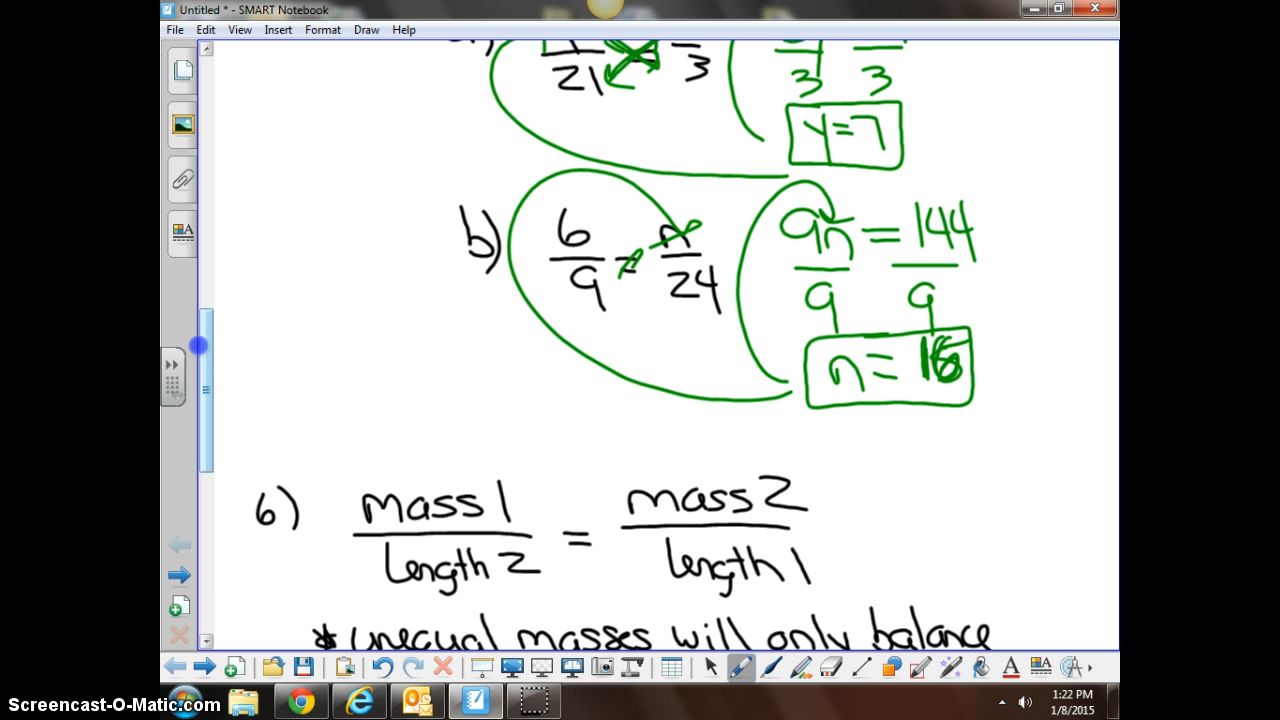 Untitled * - SMART Notebook
File Edit View Insert Format Draw Help
21 = 3
3 3
y=7
b) 6/9 = n/24
9n = 144
9 9
n = 16
6) mass 1 / length 2 = mass 2 / length 1
* unequal masses will only balance
1:22 PM
1/8/2015
Screencast-O-Matic.com